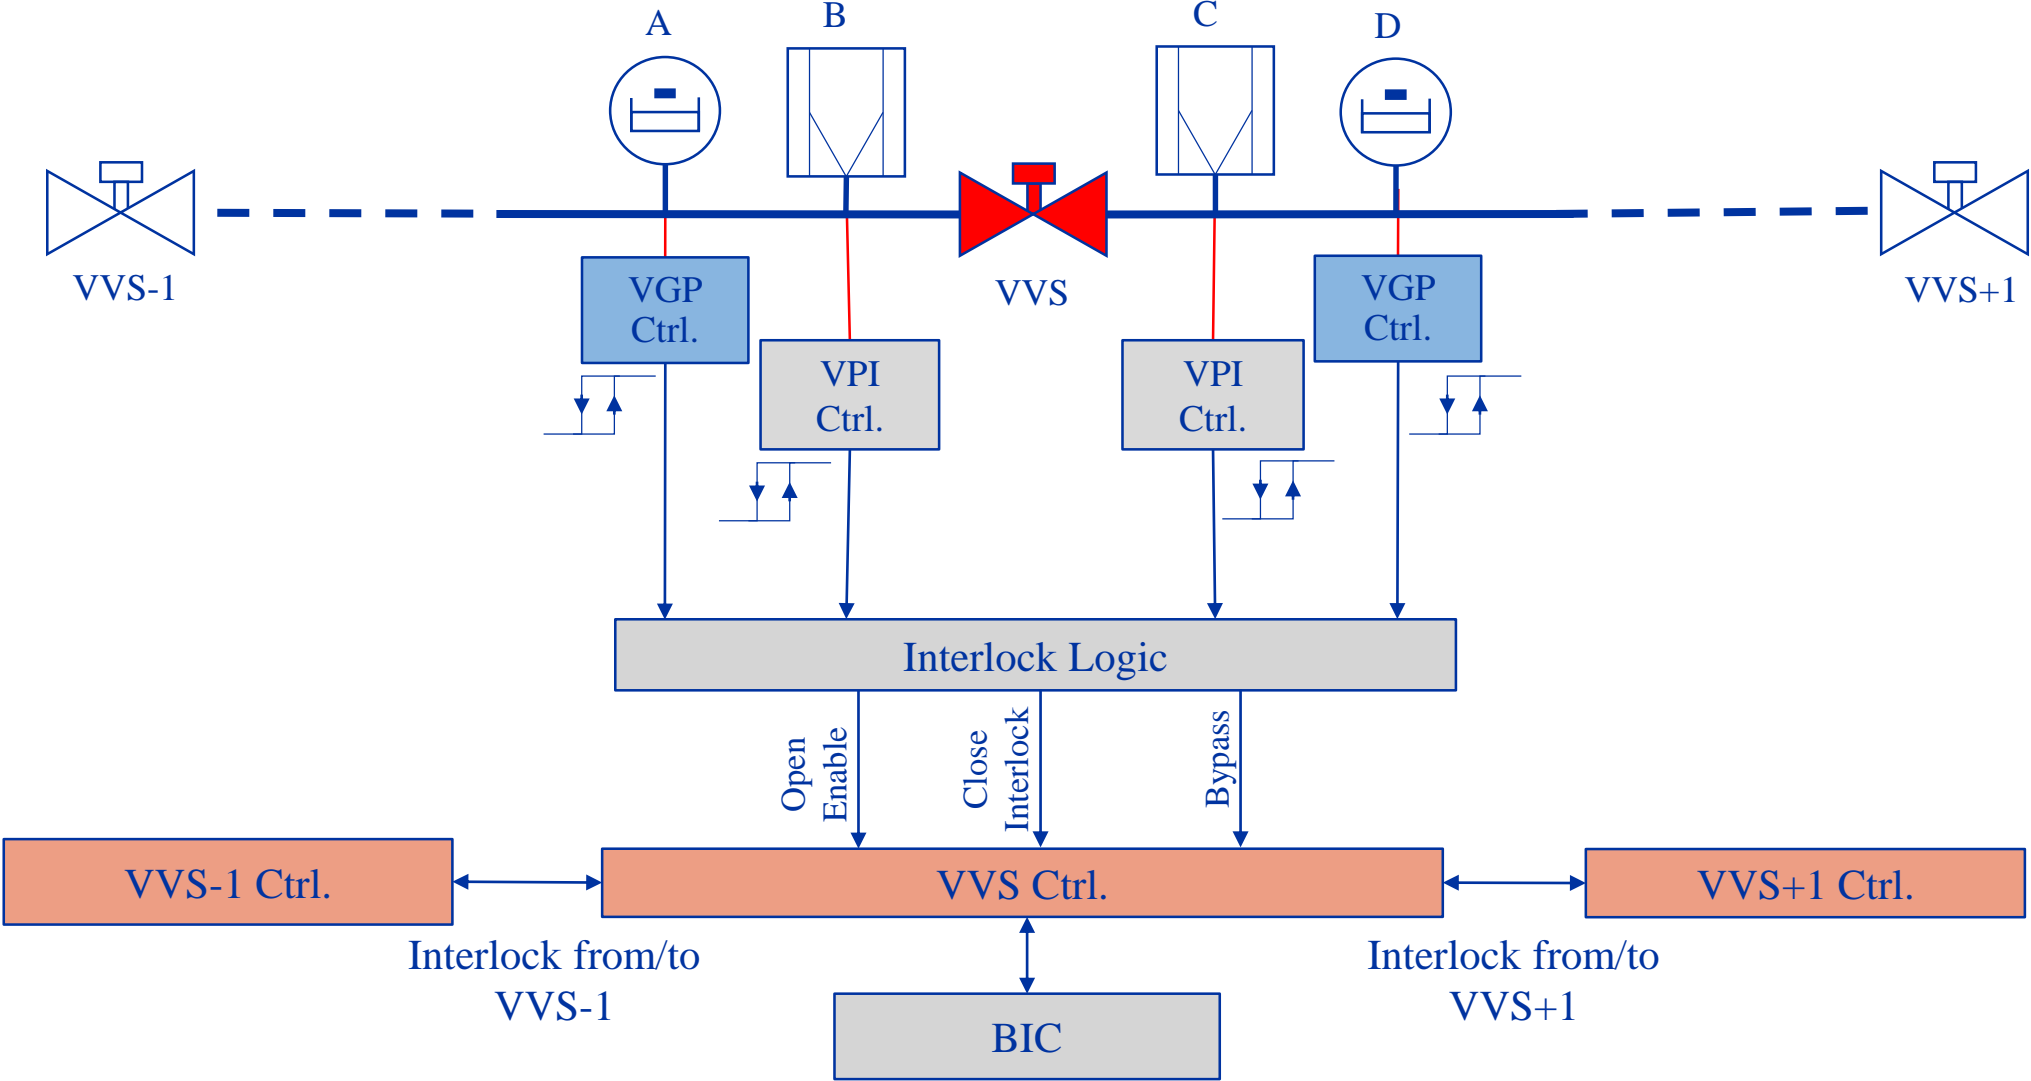 A
B
C
D
VVS-1
VVS
VVS+1
VGP
Ctrl.
VPI
Ctrl.
VPI
Ctrl.
VGP
Ctrl.
Interlock Logic
Open
Enable
Close
Interlock
Bypass
VVS-1 Ctrl.
VVS Ctrl.
VVS+1 Ctrl.
Interlock from/to
VVS-1
Interlock from/to
VVS+1
BIC